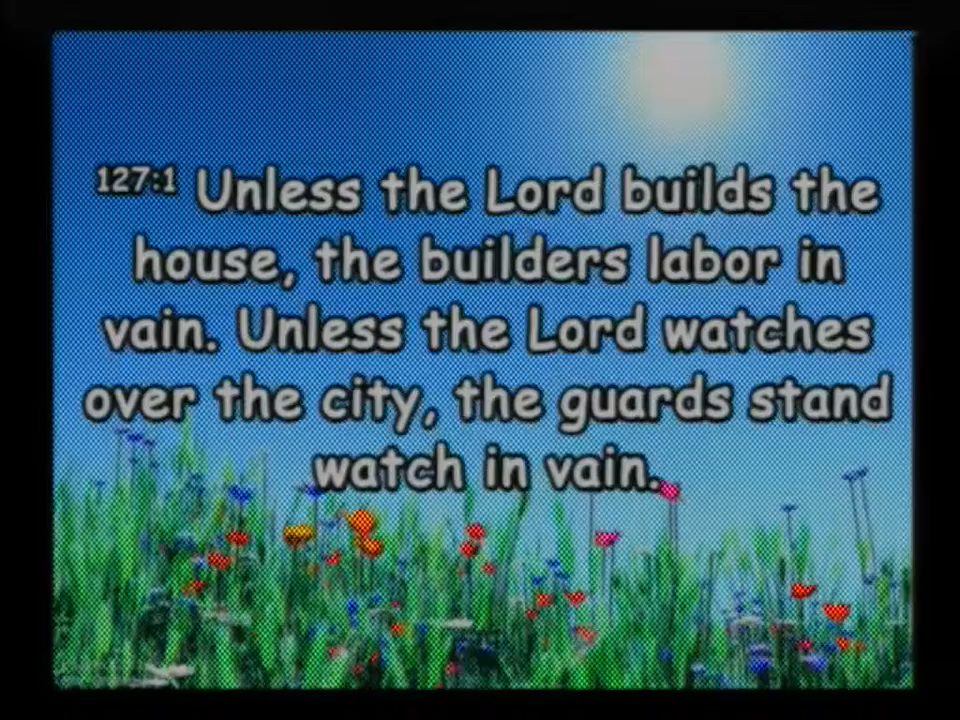 127:1 Unless the Lord builds the
house, the builders labor in
vain. Unless the Lord watches
over the city, the guards stand
watch in vain.